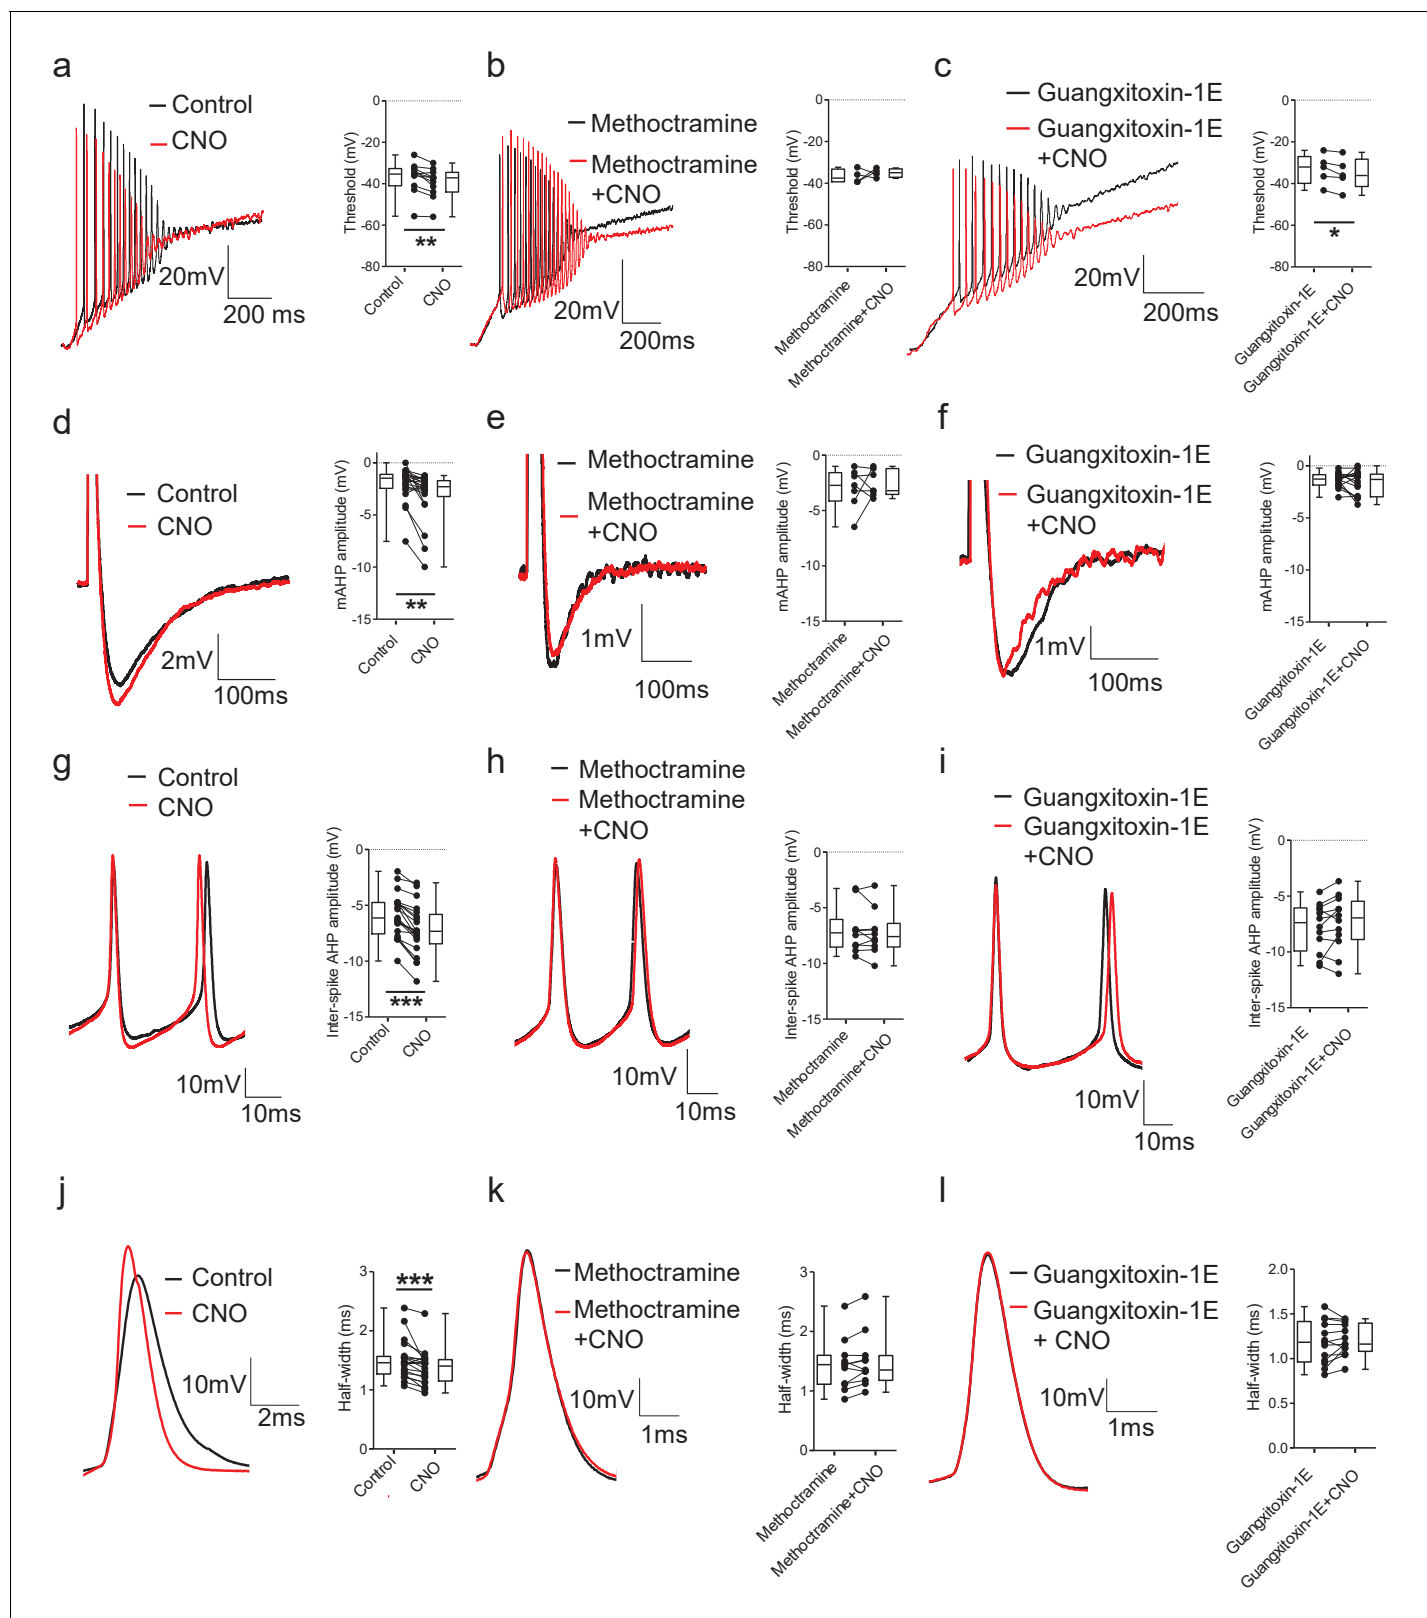 a
Control
CNO
20mV
200 ms
Threshold (mV)
0
-20
-40
-60
-80
**
Control
CNO
b
Methoctramine
Methoctramine
+CNO
20mV
200ms
Threshold (mV)
0
-20
-40
-60
-80
Methoctramine
Methoctramine+CNO
c
Guangxitoxin-1E
Guangxitoxin-1E
+CNO
20mV
200ms
Threshold (mV)
0
-20
-40
-60
-80
*
Guangxitoxin-1E
Guangxitoxin-1E+CNO
d
Control
CNO
2mV
100ms
mAHP amplitude (mV)
0
-5
-10
-15
**
Control
CNO
e
Methoctramine
Methoctramine
+CNO
1mV
100ms
mAHP amplitude (mV)
0
-5
-10
-15
Methoctramine
Methoctramine+CNO
f
Guangxitoxin-1E
Guangxitoxin-1E
+CNO
1mV
100ms
mAHP amplitude (mV)
0
-5
-10
-15
Guangxitoxin-1E
Guangxitoxin-1E+CNO
g
Control
CNO
10mV
10ms
Inter-spike AHP amplitude (mV)
0
-5
-10
-15
***
Control
CNO
h
Methoctramine
Methoctramine
+CNO
10mV
10ms
Inter-spike AHP amplitude (mV)
0
-5
-10
-15
Methoctramine
Methoctramine+CNO
i
Guangxitoxin-1E
Guangxitoxin-1E
+CNO
10mV
10ms
Inter-spike AHP amplitude (mV)
0
-5
-10
-15
Guangxitoxin-1E
Guangxitoxin-1E+CNO
j
Control
CNO
10mV
2ms
Half-width (ms)
3
2
1
0
***
Control
CNO
k
Methoctramine
Methoctramine
+CNO
10mV
1ms
Half-width (ms)
3
2
1
0
Methoctramine
Methoctramine+CNO
l
Guangxitoxin-1E
Guangxitoxin-1E
+ CNO
10mV
1ms
Half-width (ms)
2.0
1.5
1.0
0.5
0.0
Guangxitoxin-1E
Guangxitoxin-1E+CNO